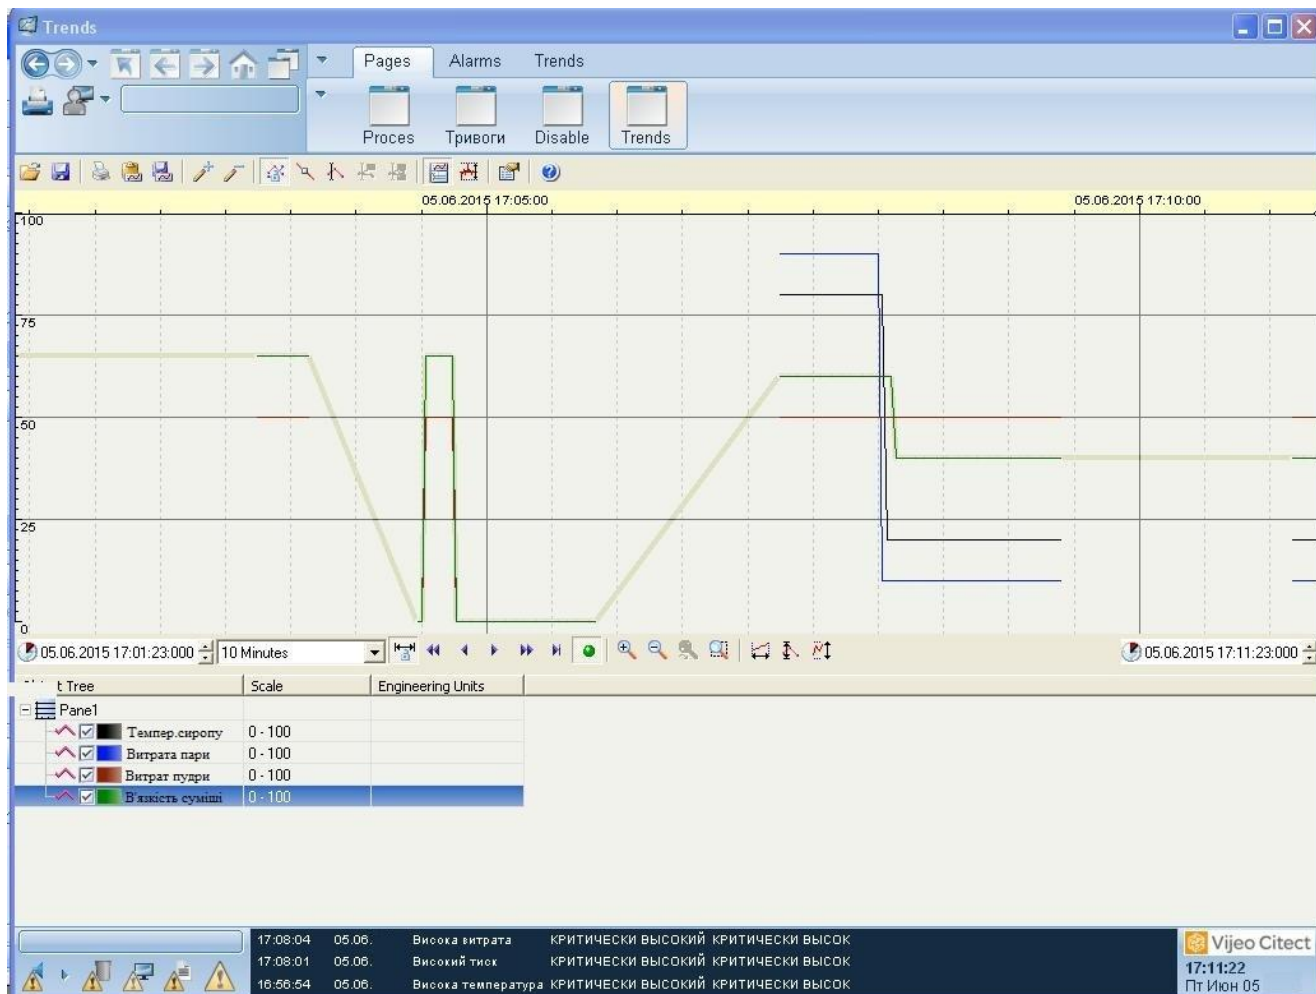 Trends
Pages Alarms Trends
Proces Тривоги Disable Trends
05.06.2015 17:05:00 05.06.2015 17:10:00
100
75
50
25
0
05.06.2015 17:01:23:000 10 Minutes 05.06.2015 17:11:23:000
t Tree Scale Engineering Units
Pane1
Темпер.сиропу 0 - 100
Витрата пари 0 - 100
Витрат пудри 0 - 100
В'язкість суміші 0 - 100
17:08:04 05.06. Висока витрата КРИТИЧЕСКИ ВЫСОКИЙ КРИТИЧЕСКИ ВЫСОК
17:08:01 05.06. Високий тиск КРИТИЧЕСКИ ВЫСОКИЙ КРИТИЧЕСКИ ВЫСОК
16:56:54 05.06. Висока температура КРИТИЧЕСКИ ВЫСОКИЙ КРИТИЧЕСКИ ВЫСОК
Vijeo Citect
17:11:22
Пт Июн 05